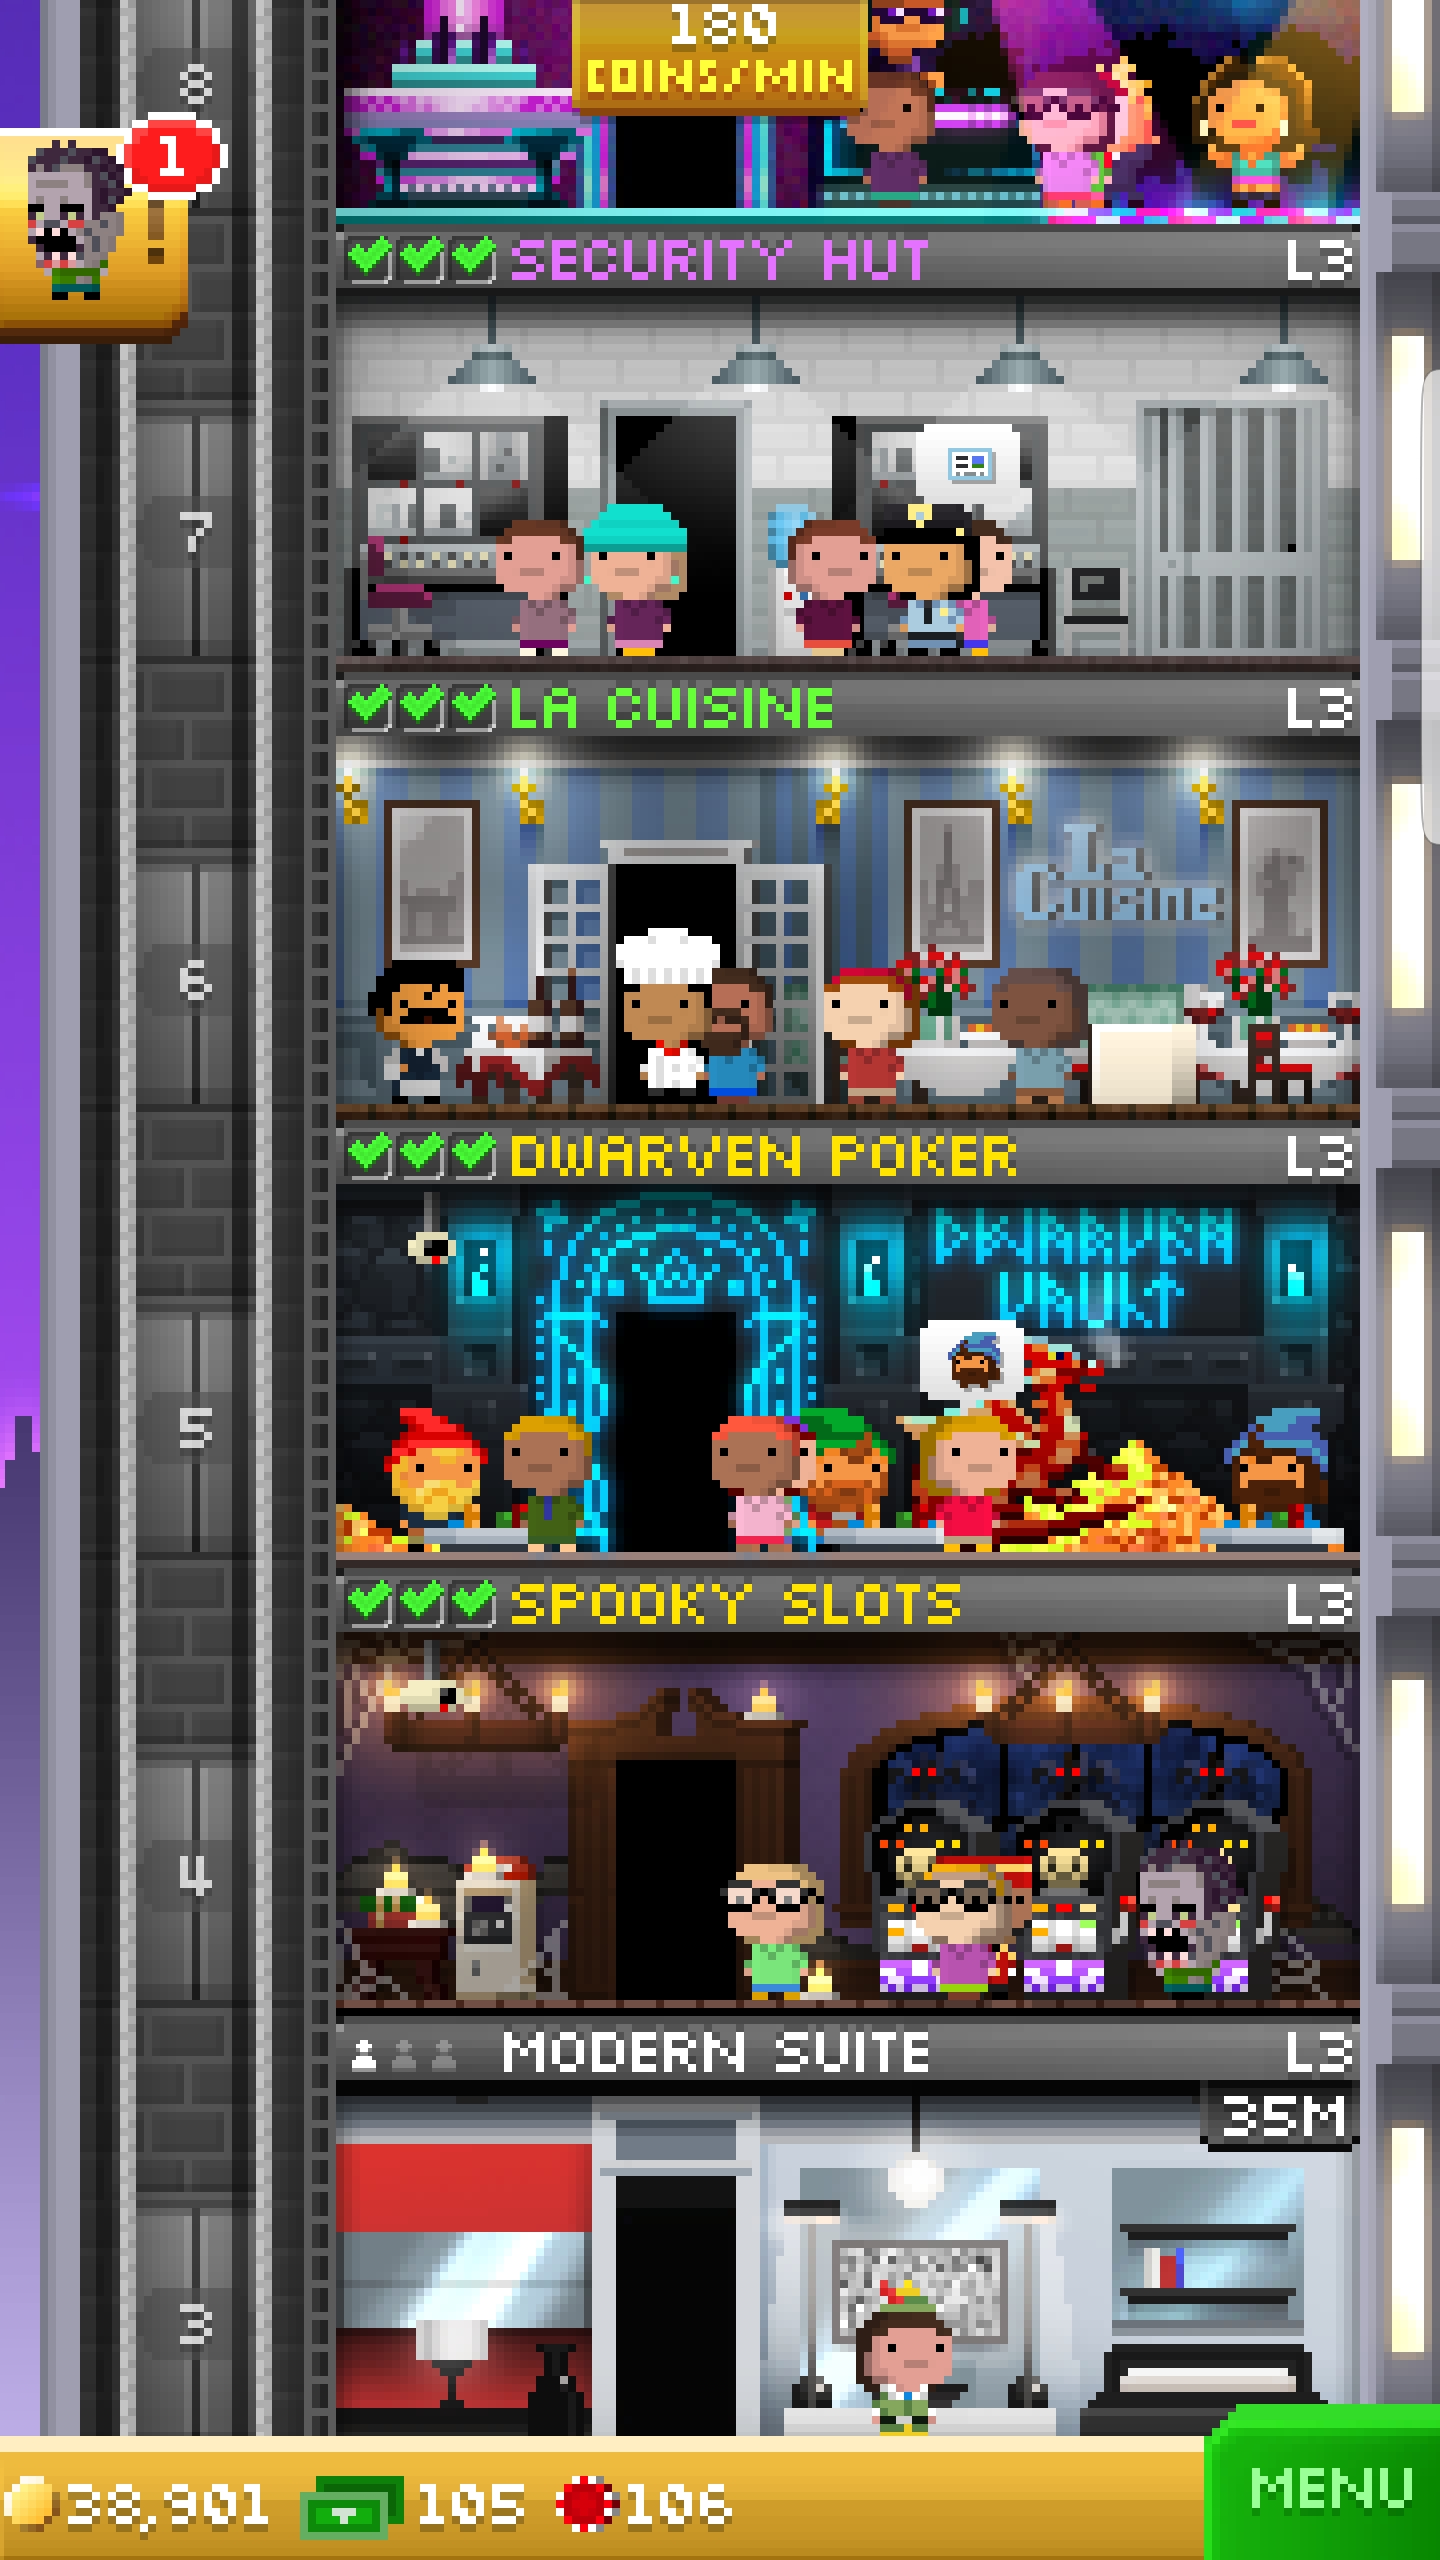 180
COINS/MIN
8
1
!
SECURITY HUT L3
7
LA CUISINE L3
La
Cuisine
6
DWARVEN POKER L3
DWARVEN
VAULT
5
SPOOKY SLOTS L3
4
MODERN SUITE L3
35M
3
38,901 105 106
MENU